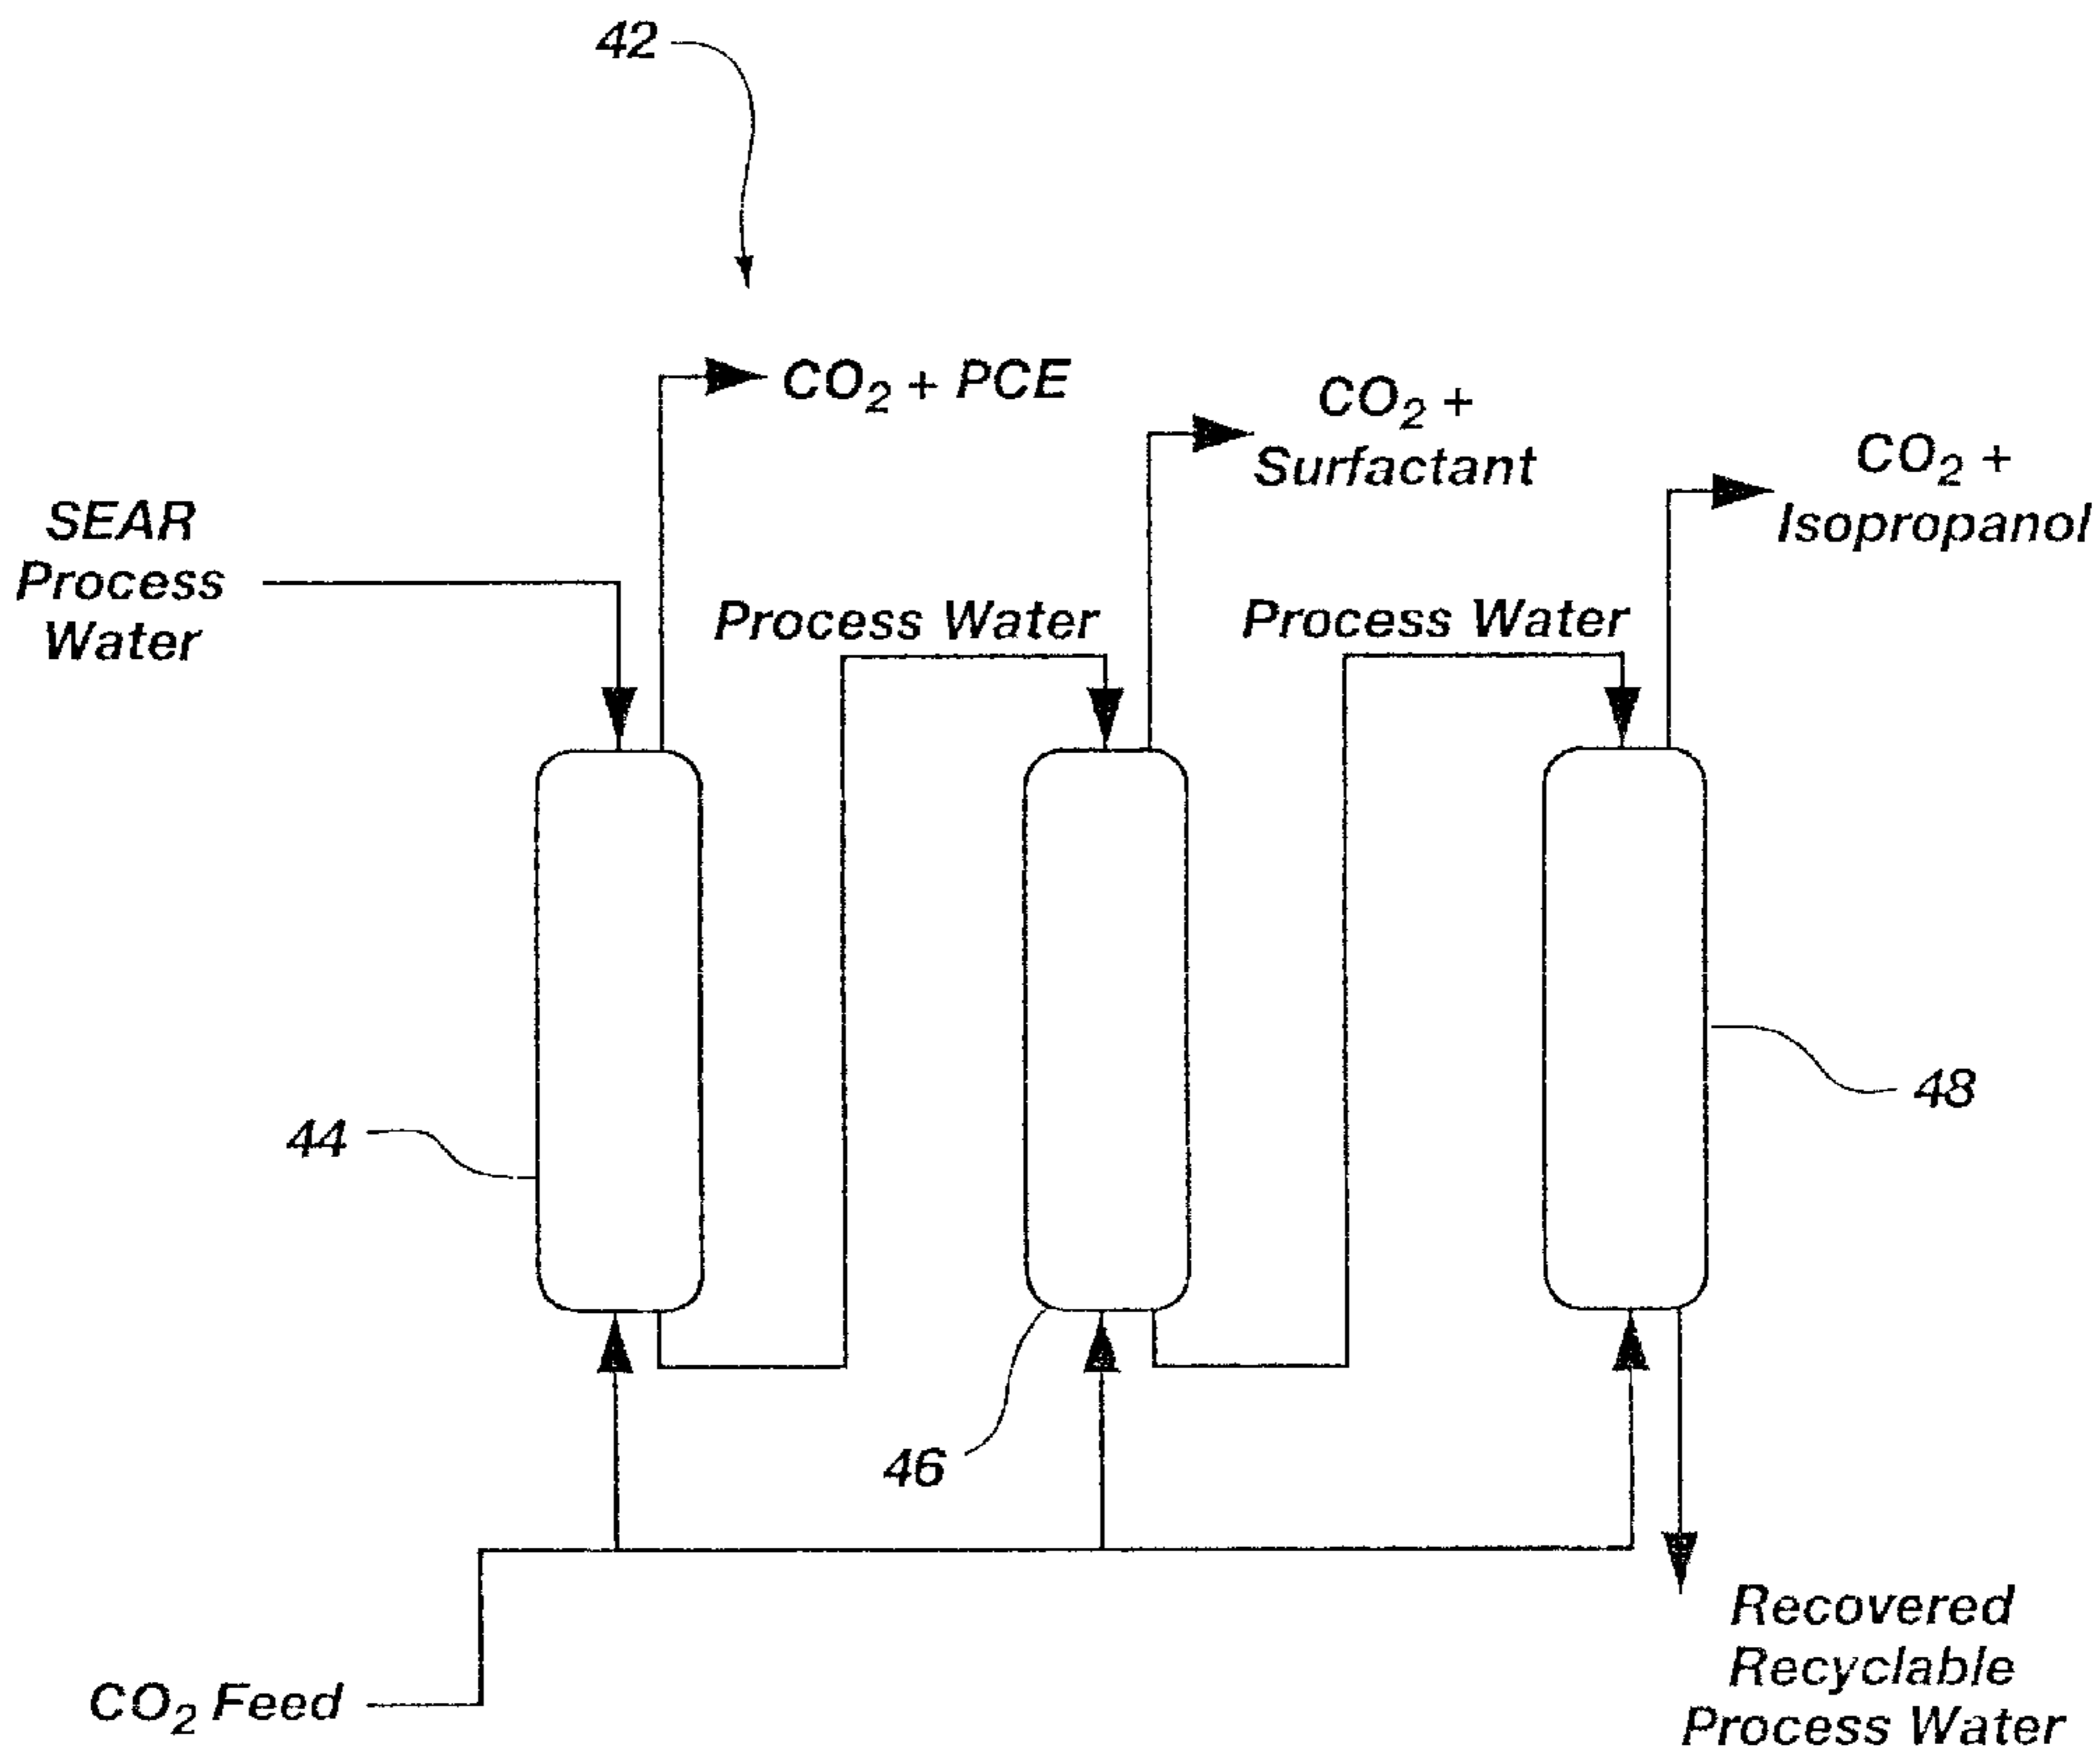 42
CO₂ + PCE
CO₂ +
Surfactant
CO₂ +
Isopropanol
SEAR
Process
Water
Process Water
Process Water
44
46
48
CO₂ Feed
Recovered
Recyclable
Process Water